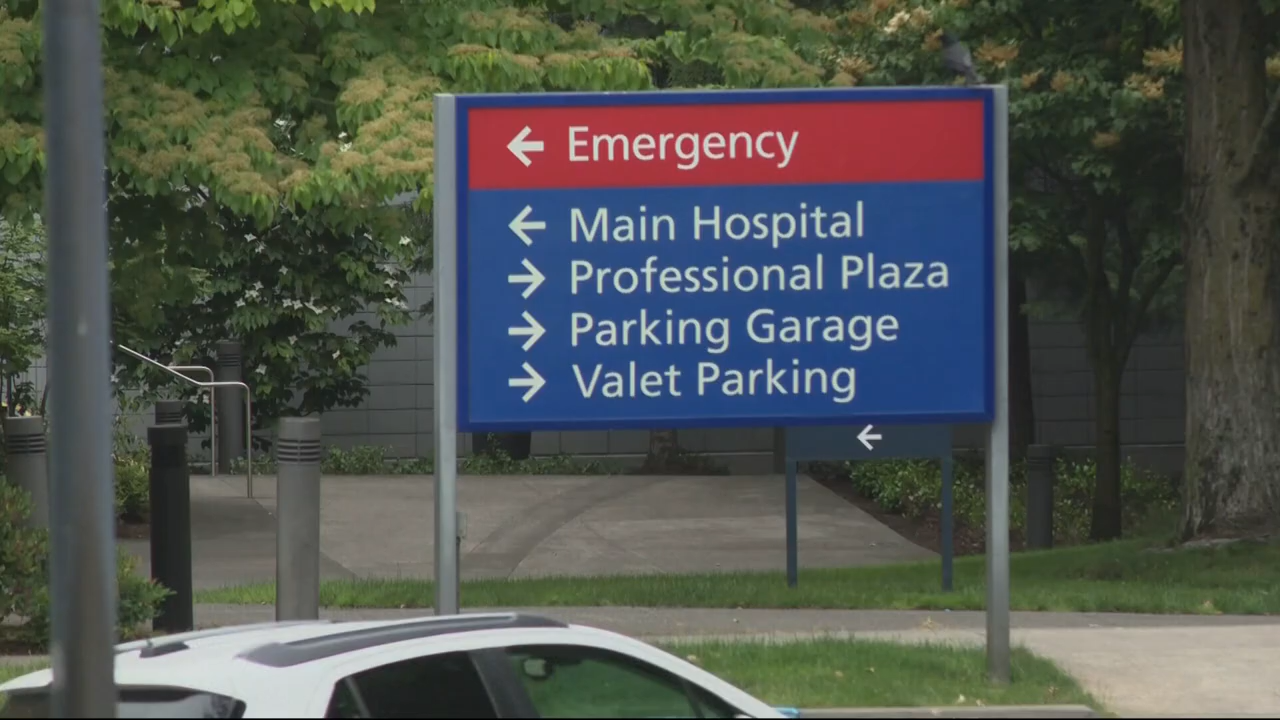 ← Emergency
← Main Hospital
→ Professional Plaza
→ Parking Garage
→ Valet Parking
←